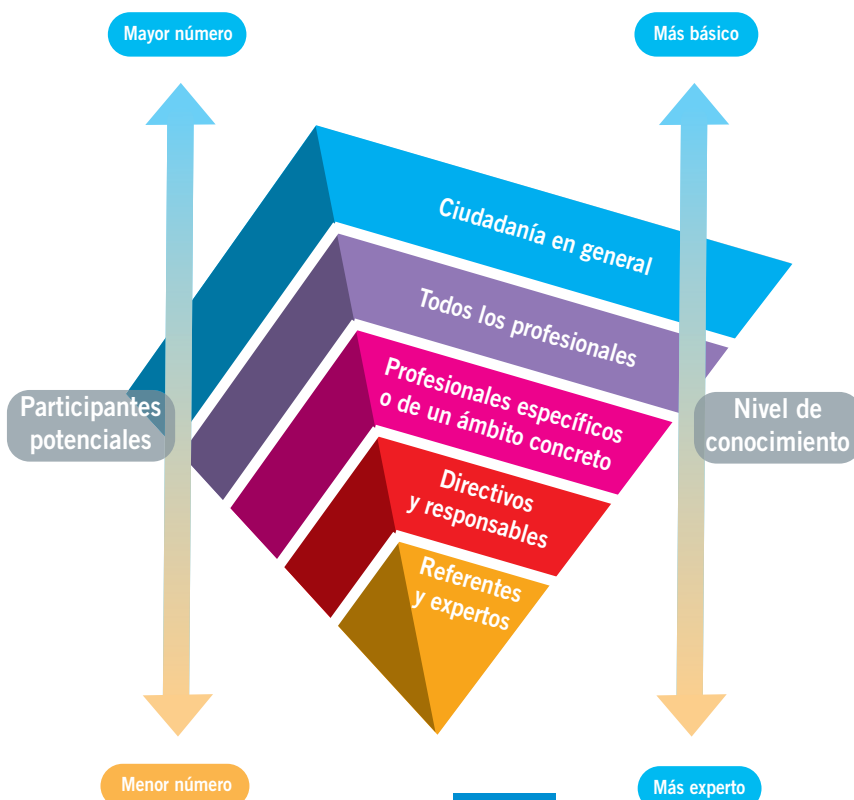 Mayor número
Más básico
Ciudadanía en general
Todos los profesionales
Profesionales específicos
o de un ámbito concreto
Participantes
potenciales
Nivel de
conocimiento
Directivos
y responsables
Referentes
y expertos
Menor número
Más experto